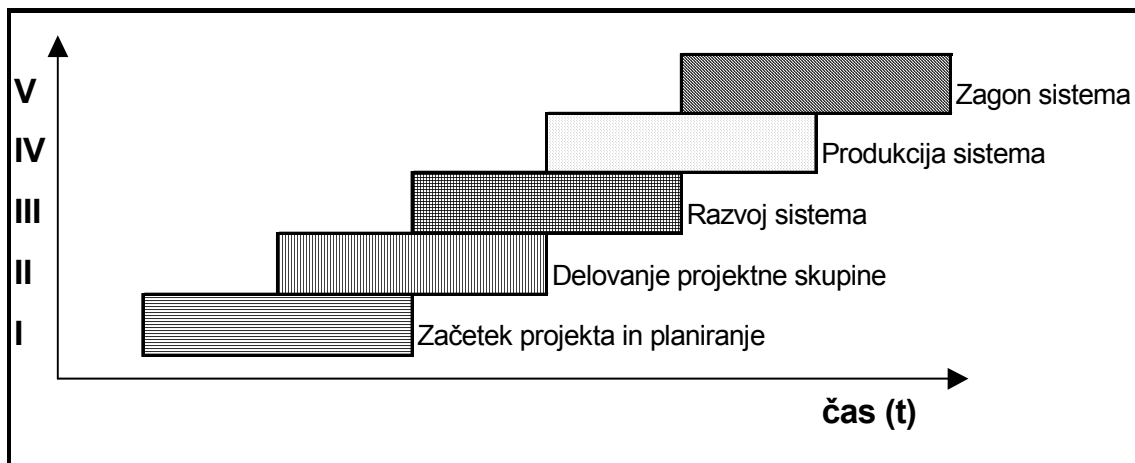 V
Zagon sistema
IV
Produkcija sistema
III
Razvoj sistema
II
Delovanje projektne skupine
I
Začetek projekta in planiranje
čas (t)